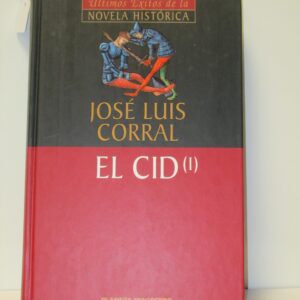 Últimos Éxitos de la
NOVELA HISTÓRICA
JOSÉ LUIS
CORRAL
EL CID (I)